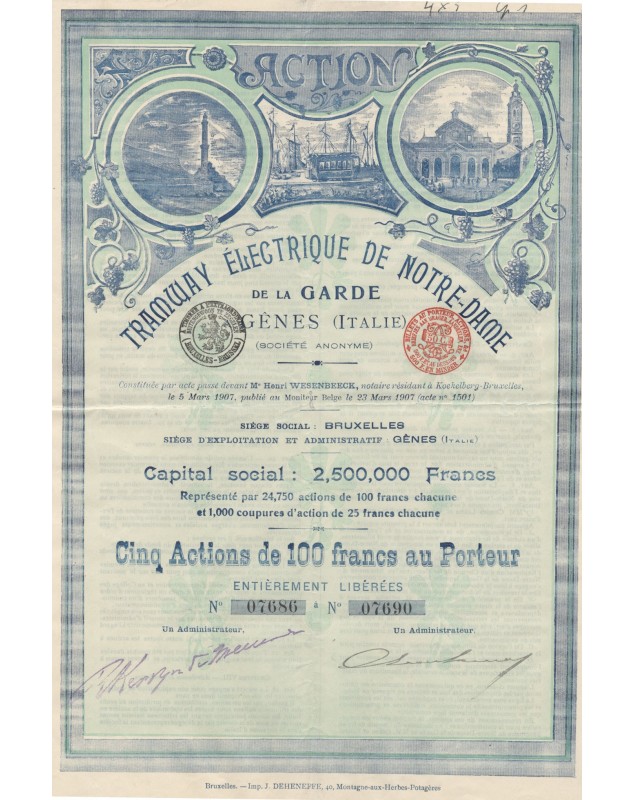 4x7
ACTION
TRAMWAY ÉLECTRIQUE DE NOTRE-DAME
DE LA GARDE
GÊNES (ITALIE)
(SOCIÉTÉ ANONYME)
Constituée par acte passé devant Mᵉ Henri WESENBEECK, notaire résidant à Koekelberg-Bruxelles,
le 5 Mars 1907, publié au Moniteur Belge le 23 Mars 1907 (acte nº 1501)
SIÈGE SOCIAL : BRUXELLES
SIÈGE D'EXPLOITATION ET ADMINISTRATIF : GÊNES (ITALIE)
Capital social : 2,500,000 Francs
Représenté par 24,750 actions de 100 francs chacune
et 1,000 coupures d'action de 25 francs chacune
Cinq Actions de 100 francs au Porteur
ENTIÈREMENT LIBÉRÉES
Nº 07686 à Nº 07690
Un Administrateur.
Un Administrateur.
Bruxelles. — Imp. J. DEHENEFFE, 40, Montagne-aux-Herbes-Potagères